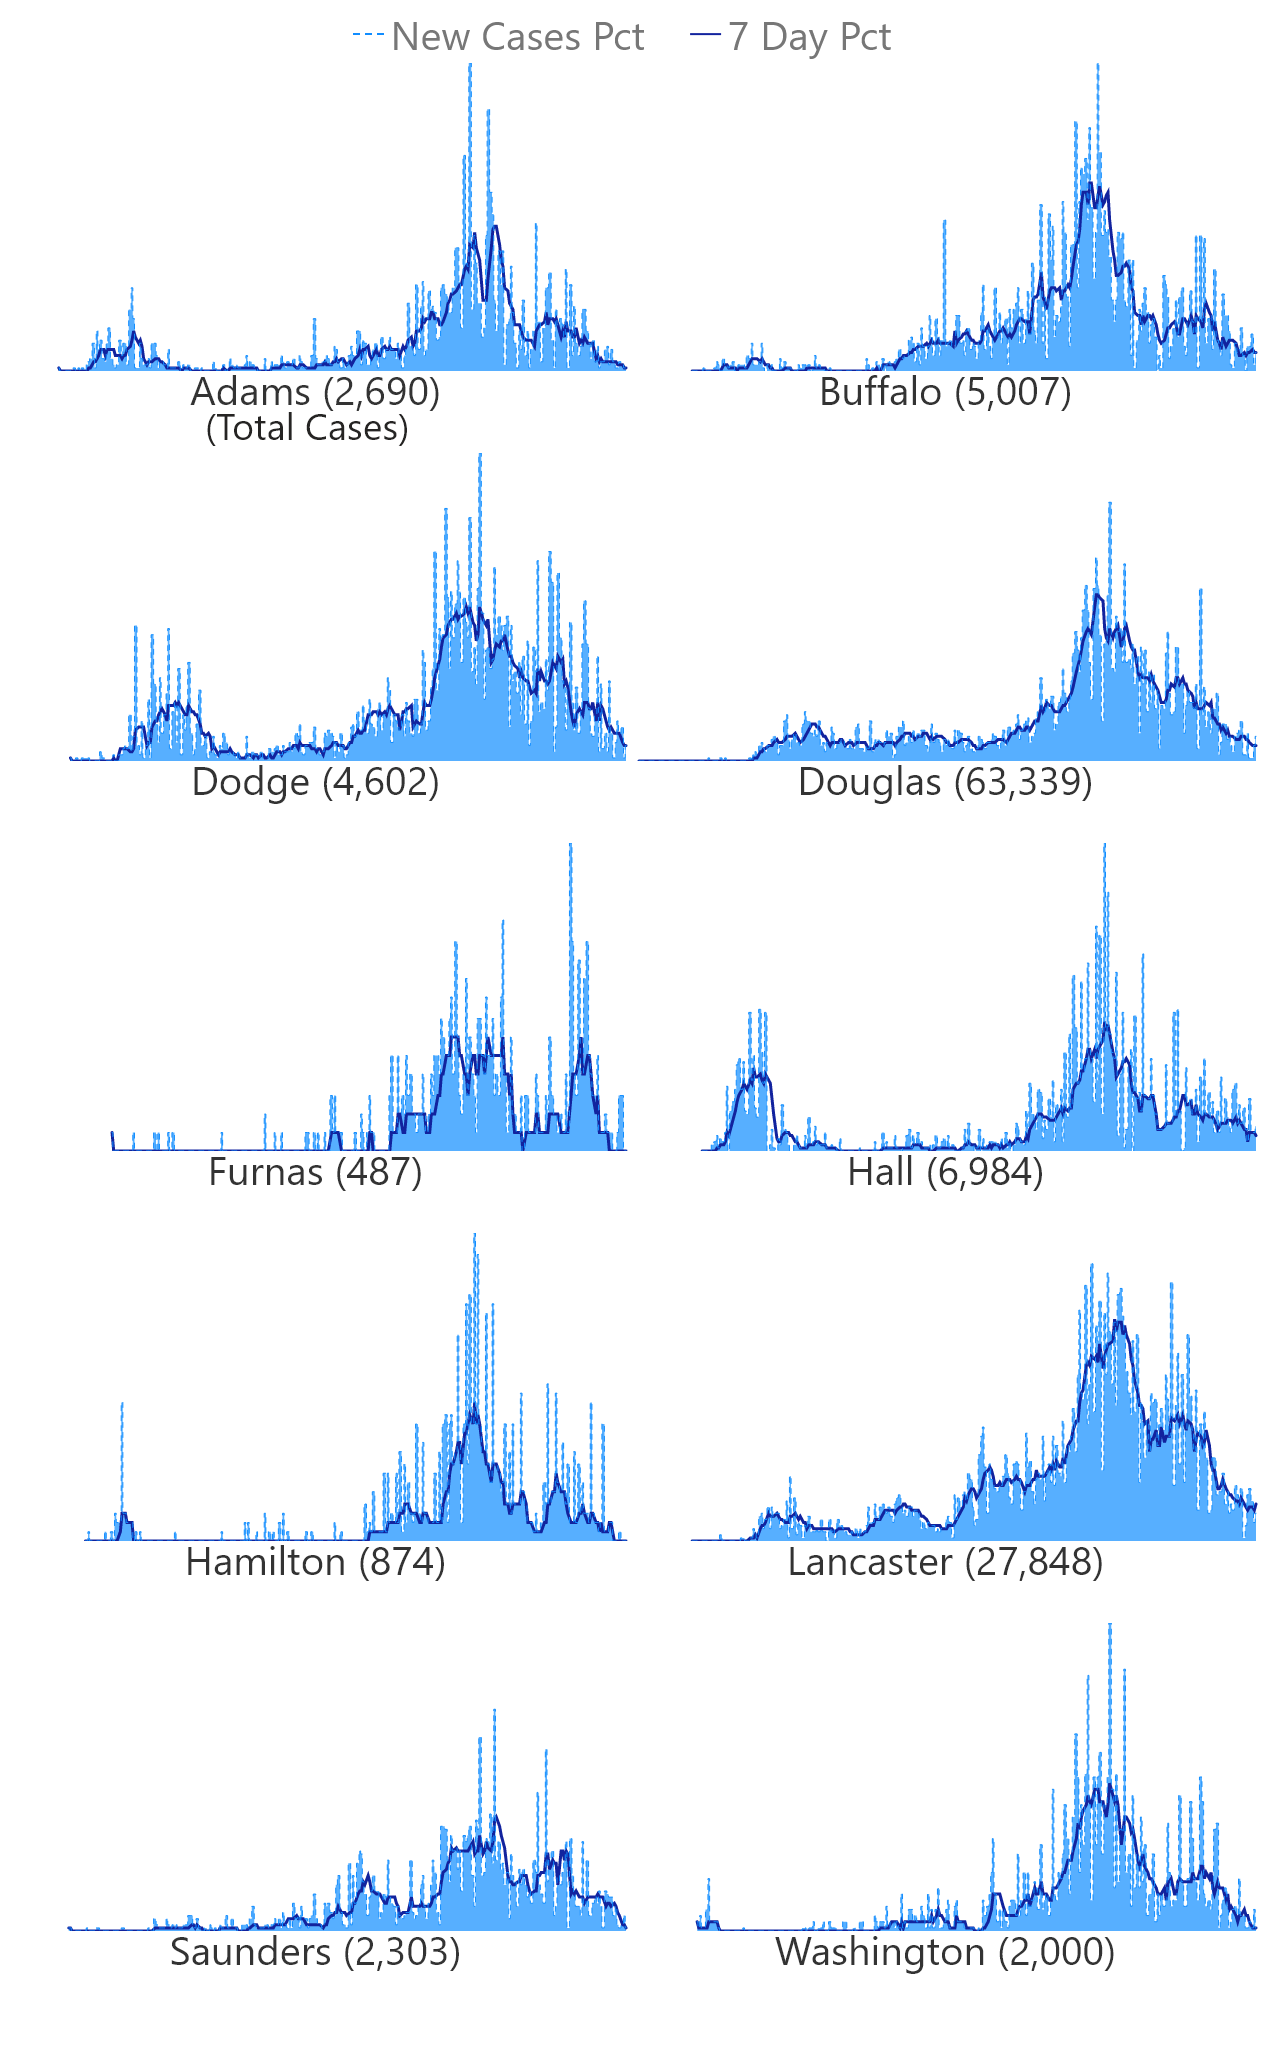 New Cases Pct 7 Day Pct
Adams (2,690) Buffalo (5,007)
(Total Cases)
Dodge (4,602) Douglas (63,339)
Furnas (487) Hall (6,984)
Hamilton (874) Lancaster (27,848)
Saunders (2,303) Washington (2,000)